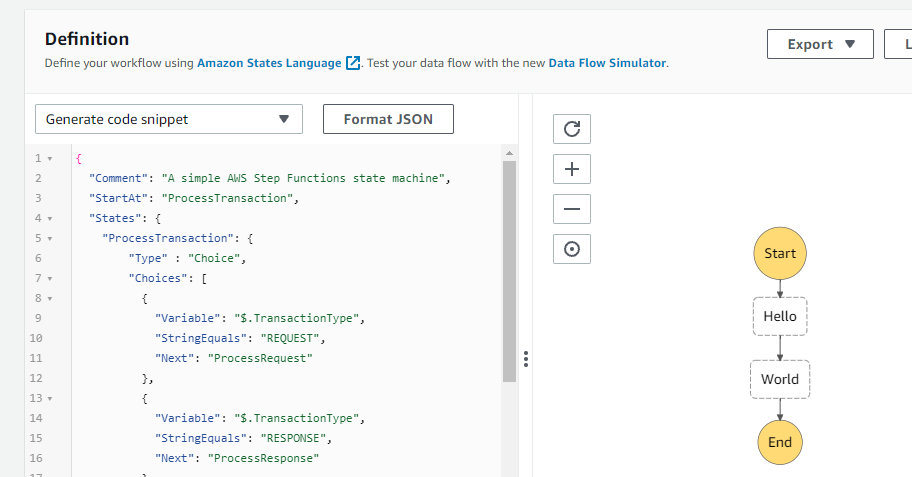 Definition
Define your workflow using Amazon States Language. Test your data flow with the new Data Flow Simulator.
Export
L
Generate code snippet
Format JSON
1 {
2 "Comment": "A simple AWS Step Functions state machine",
3 "StartAt": "ProcessTransaction",
4 "States": {
5 "ProcessTransaction": {
6 "Type" : "Choice",
7 "Choices": [
8 {
9 "Variable": "$.TransactionType",
10 "StringEquals": "REQUEST",
11 "Next": "ProcessRequest"
12 },
13 {
14 "Variable": "$.TransactionType",
15 "StringEquals": "RESPONSE",
16 "Next": "ProcessResponse"
17
Start
Hello
World
End